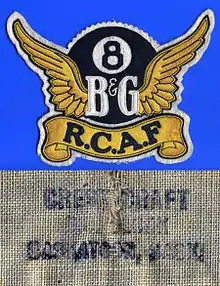 8
B&G
R.C.A.F
CREST CRAFT
SASKATOON, SASK.